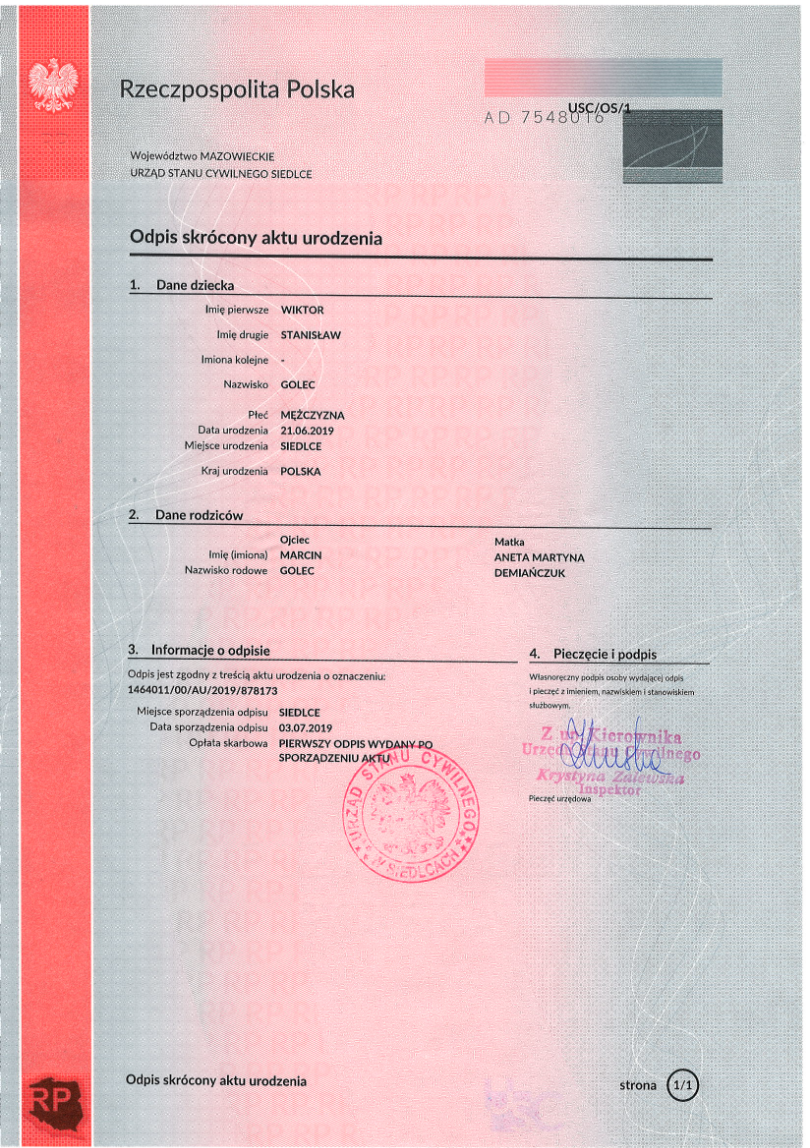 Rzeczpospolita Polska
USC/OS/1
AD 7548016
Województwo MAZOWIECKIE
URZĄD STANU CYWILNEGO SIEDLCE
Odpis skrócony aktu urodzenia
1. Dane dziecka
Imię pierwsze WIKTOR
Imię drugie STANISŁAW
Imiona kolejne -
Nazwisko GOLEC
Płeć MĘŻCZYZNA
Data urodzenia 21.06.2019
Miejsce urodzenia SIEDLCE
Kraj urodzenia POLSKA
2. Dane rodziców
Ojciec Matka
Imię (imiona) MARCIN ANETA MARTYNA
Nazwisko rodowe GOLEC DEMIAŃCZUK
3. Informacje o odpisie
Odpis jest zgodny z treścią aktu urodzenia o oznaczeniu:
1464011/00/AU/2019/878173
Miejsce sporządzenia odpisu SIEDLCE
Data sporządzenia odpisu 03.07.2019
Opłata skarbowa PIERWSZY ODPIS WYDANY PO
SPORZĄDZENIU AKTU
URZĄD STANU CYWILNEGO
W SIEDLCACH
4. Pieczęcie i podpis
Własnoręczny podpis osoby wydającej odpis
i pieczęć z imieniem, nazwiskiem i stanowiskiem
służbowym.
Z up. Kierownika
Urzędu Stanu Cywilnego
Krystyna Zalewska
Inspektor
Pieczęć urzędowa
RP
Odpis skrócony aktu urodzenia
strona 1/1